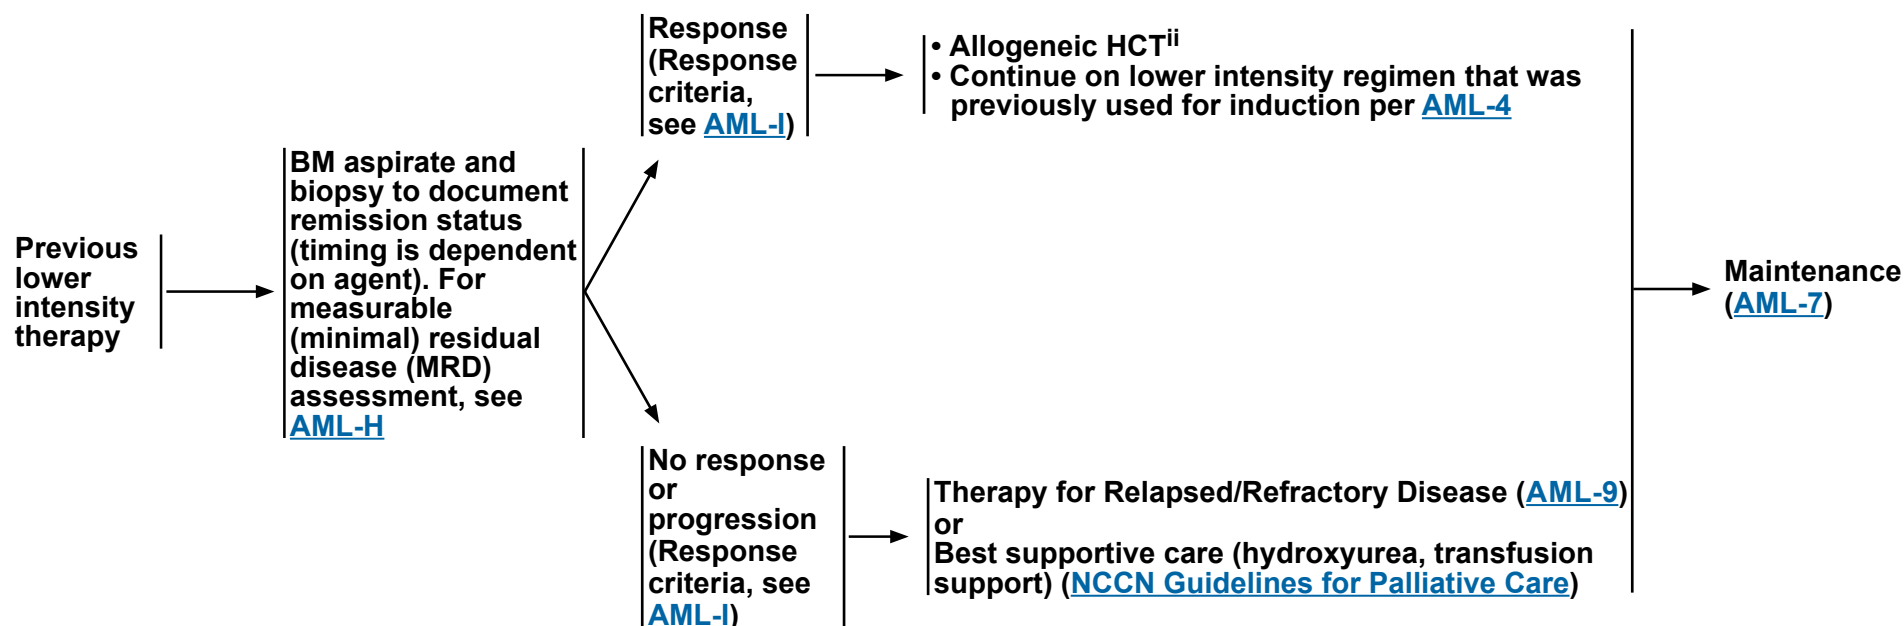 Previous
lower
intensity
therapy
BM aspirate and
biopsy to document
remission status
(timing is dependent
on agent). For
measurable
(minimal) residual
disease (MRD)
assessment, see
AML-H
Response
(Response
criteria,
see AML-I)
• Allogeneic HCTii
• Continue on lower intensity regimen that was
previously used for induction per AML-4
No response
or
progression
(Response
criteria, see
AML-I)
Therapy for Relapsed/Refractory Disease (AML-9)
or
Best supportive care (hydroxyurea, transfusion
support) (NCCN Guidelines for Palliative Care)
Maintenance
(AML-7)